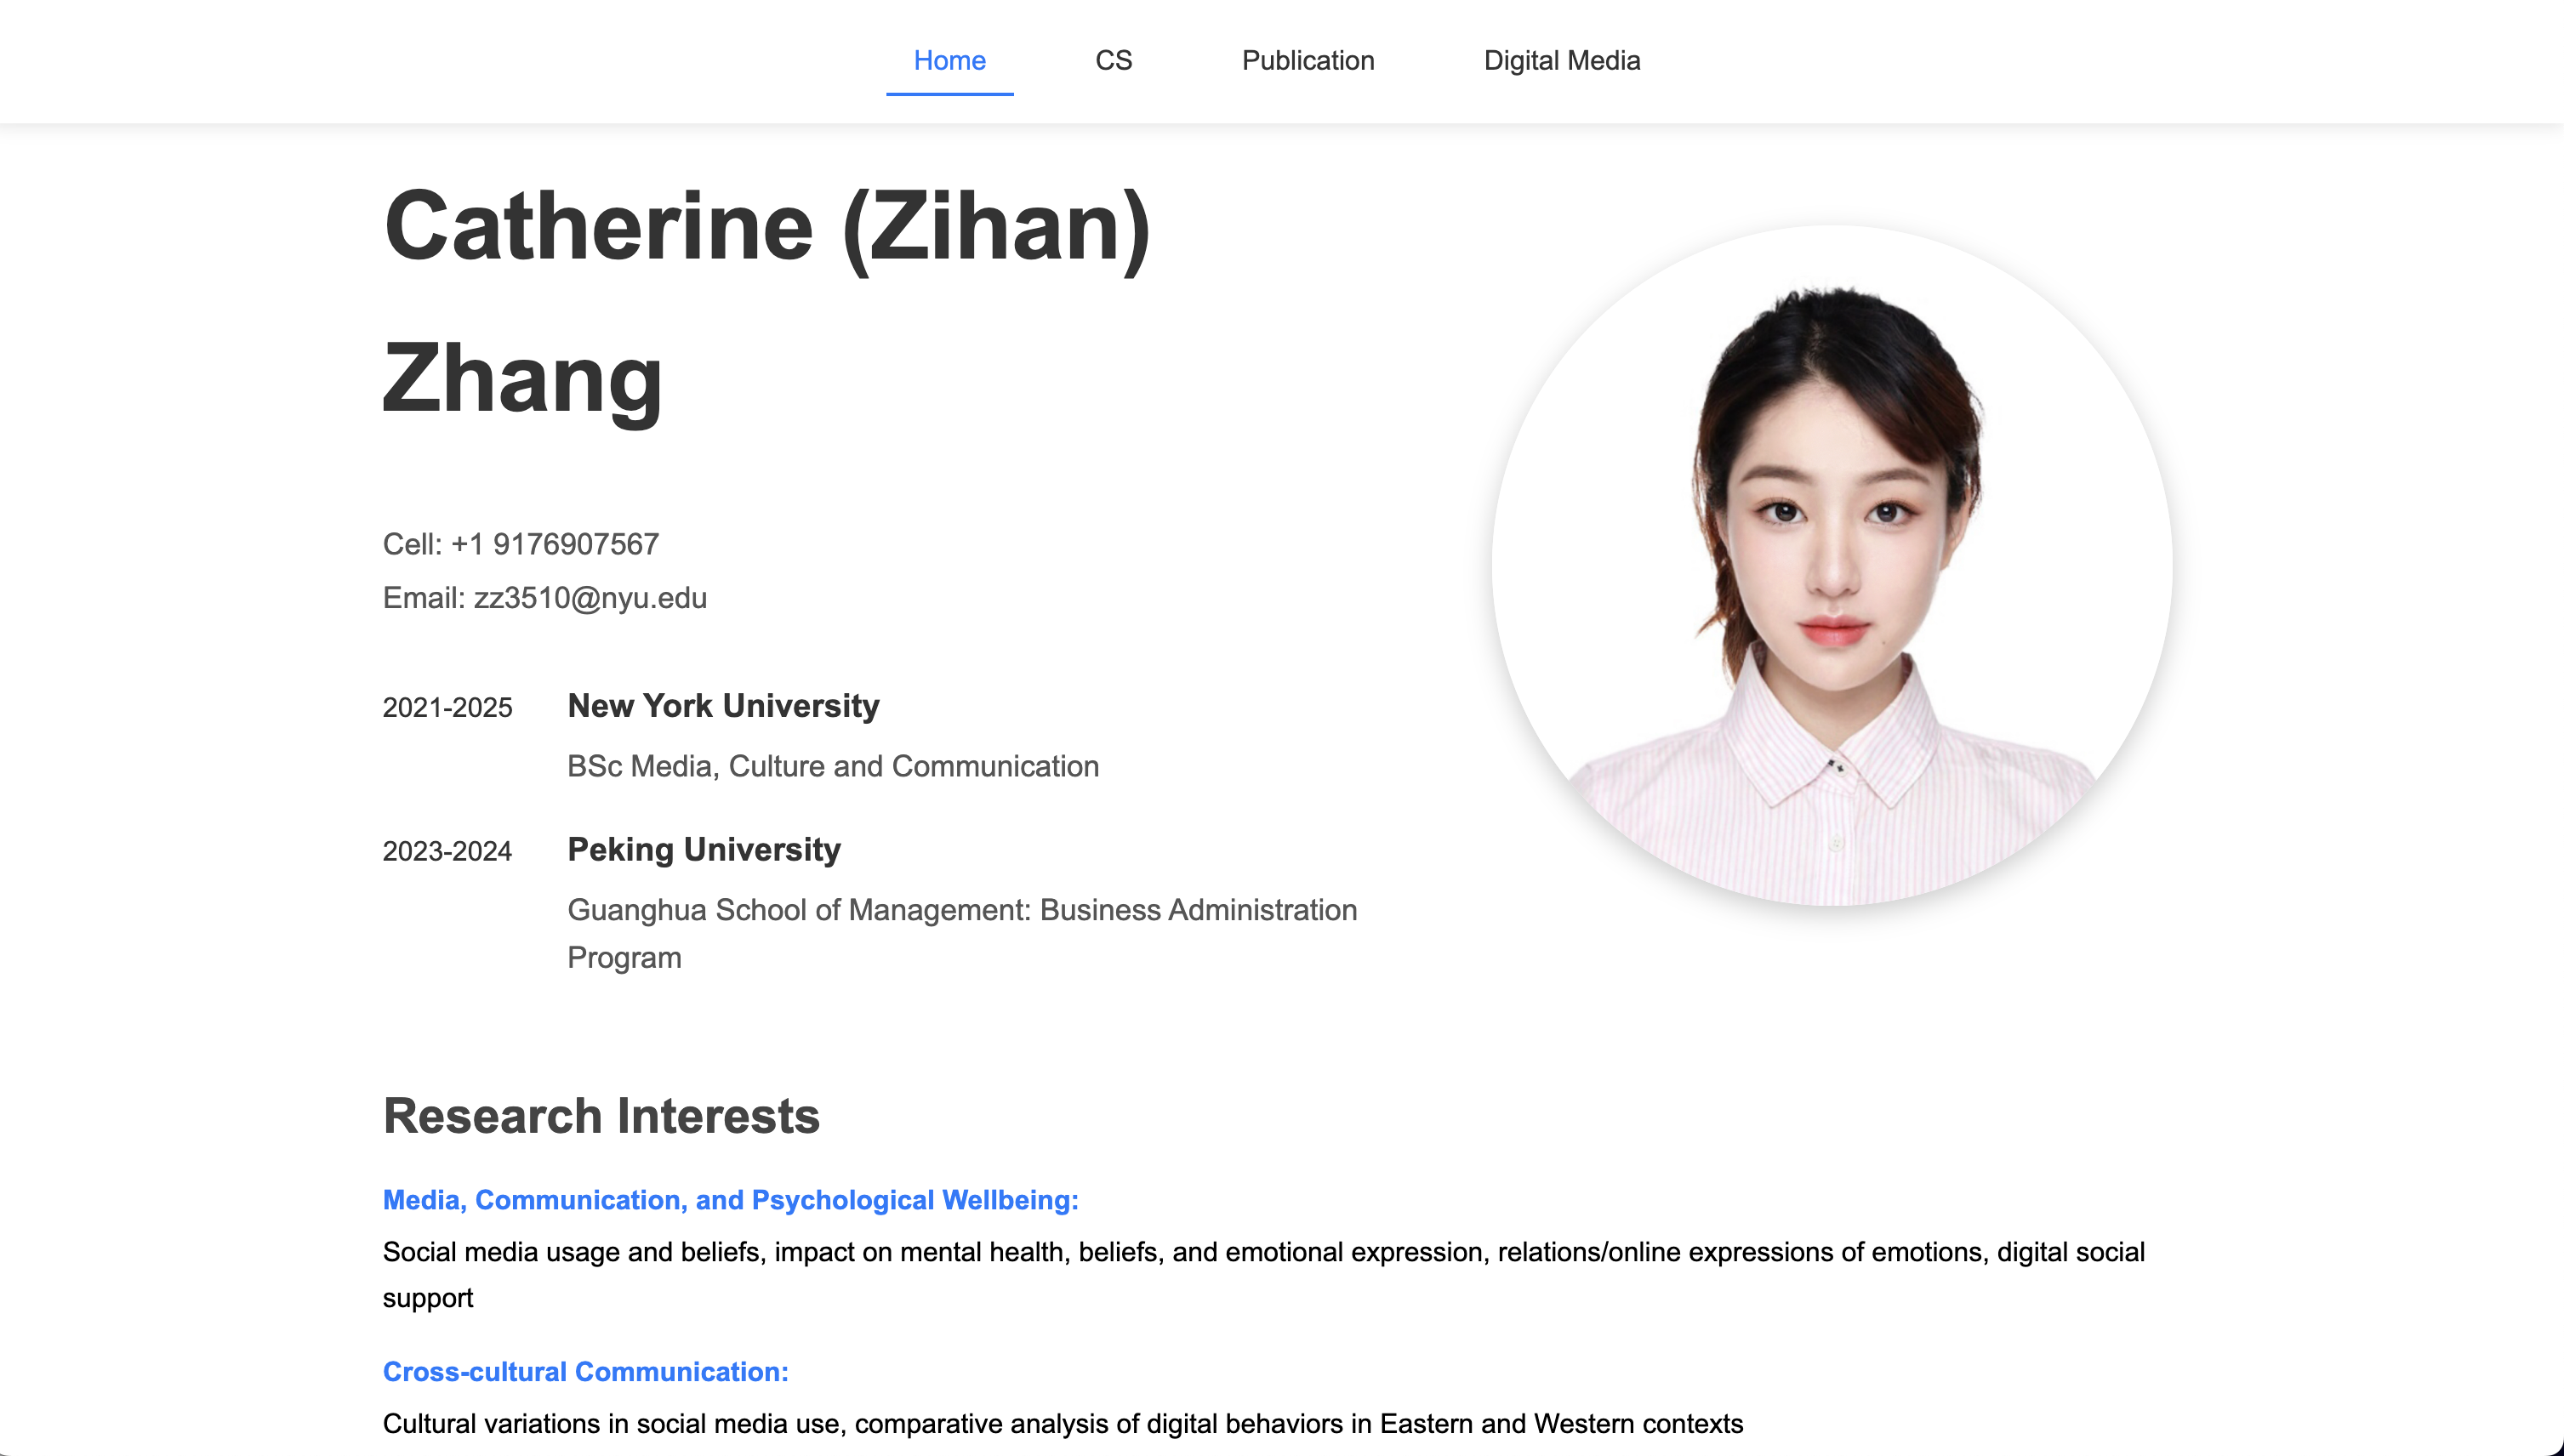 Home CS Publication Digital Media
Catherine (Zihan)
Zhang
Cell: +1 9176907567
Email: zz3510@nyu.edu
2021-2025 New York University
BSc Media, Culture and Communication
2023-2024 Peking University
Guanghua School of Management: Business Administration
Program
Research Interests
Media, Communication, and Psychological Wellbeing:
Social media usage and beliefs, impact on mental health, beliefs, and emotional expression, relations/online expressions of emotions, digital social
support
Cross-cultural Communication:
Cultural variations in social media use, comparative analysis of digital behaviors in Eastern and Western contexts